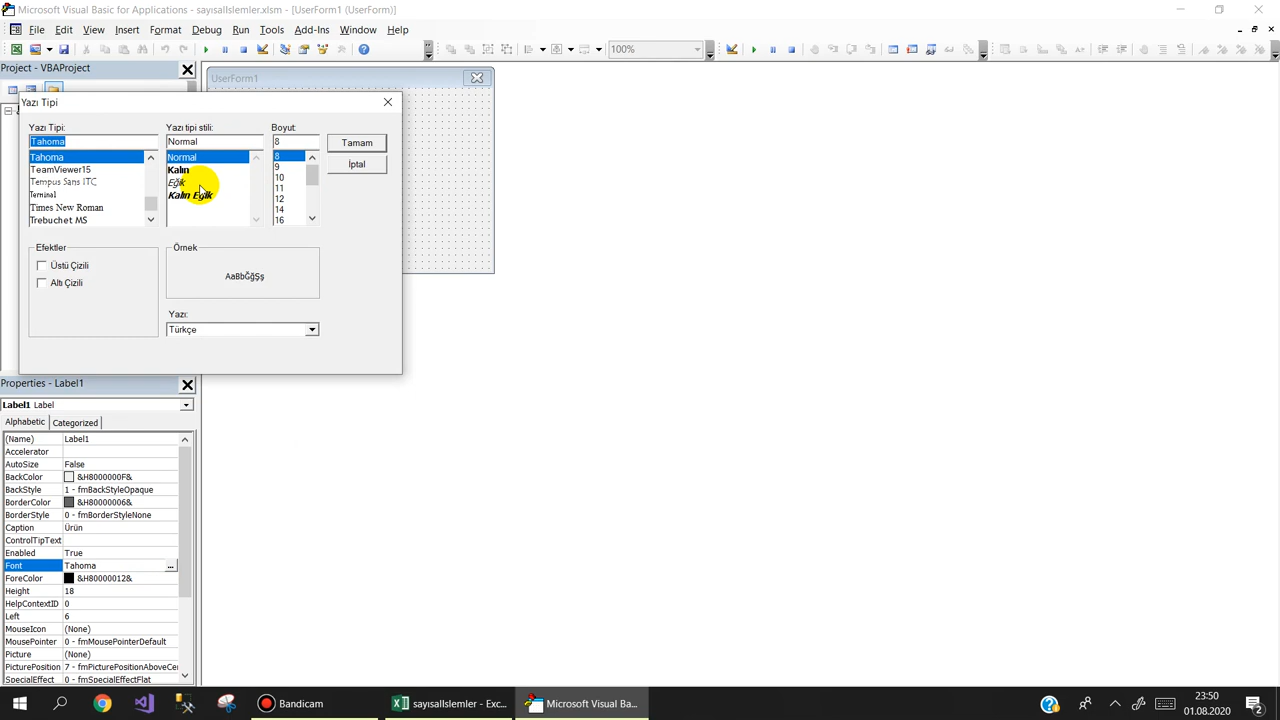 Microsoft Visual Basic for Applications - sayısalIslemler.xlsm - [UserForm1 (UserForm)]
File Edit View Insert Format Debug Run Tools Add-Ins Window Help
100%
Project - VBAProject
UserForm1
Yazı Tipi
Yazı Tipi: Yazı tipi stili: Boyut:
Tahoma Normal 8 Tamam
Tahoma Normal 8
İptal
TeamViewer15 Kalın 9
Tempus Sans ITC Eğik 10
Terminal Kalın Eğik 11
Times New Roman 12
Trebuchet MS 14
16
Efektler Örnek
Üstü Çizili
AaBbĞğŞş
Altı Çizili
Yazı:
Türkçe
Properties - Label1
Label1 Label
Alphabetic Categorized
(Name) Label1
Accelerator
AutoSize False
BackColor &H8000000F&
BackStyle 1 - fmBackStyleOpaque
BorderColor &H80000006&
BorderStyle 0 - fmBorderStyleNone
Caption Ürün
ControlTipText
Enabled True
Font Tahoma ...
ForeColor &H80000012&
Height 18
HelpContextID 0
Left 6
MouseIcon (None)
MousePointer 0 - fmMousePointerDefault
Picture (None)
PicturePosition 7 - fmPicturePositionAboveCe
SpecialEffect 0 - fmSpecialEffectFlat
Bandicam sayısalIslemler - Exc... Microsoft Visual Ba...
23:50
01.08.2020
2